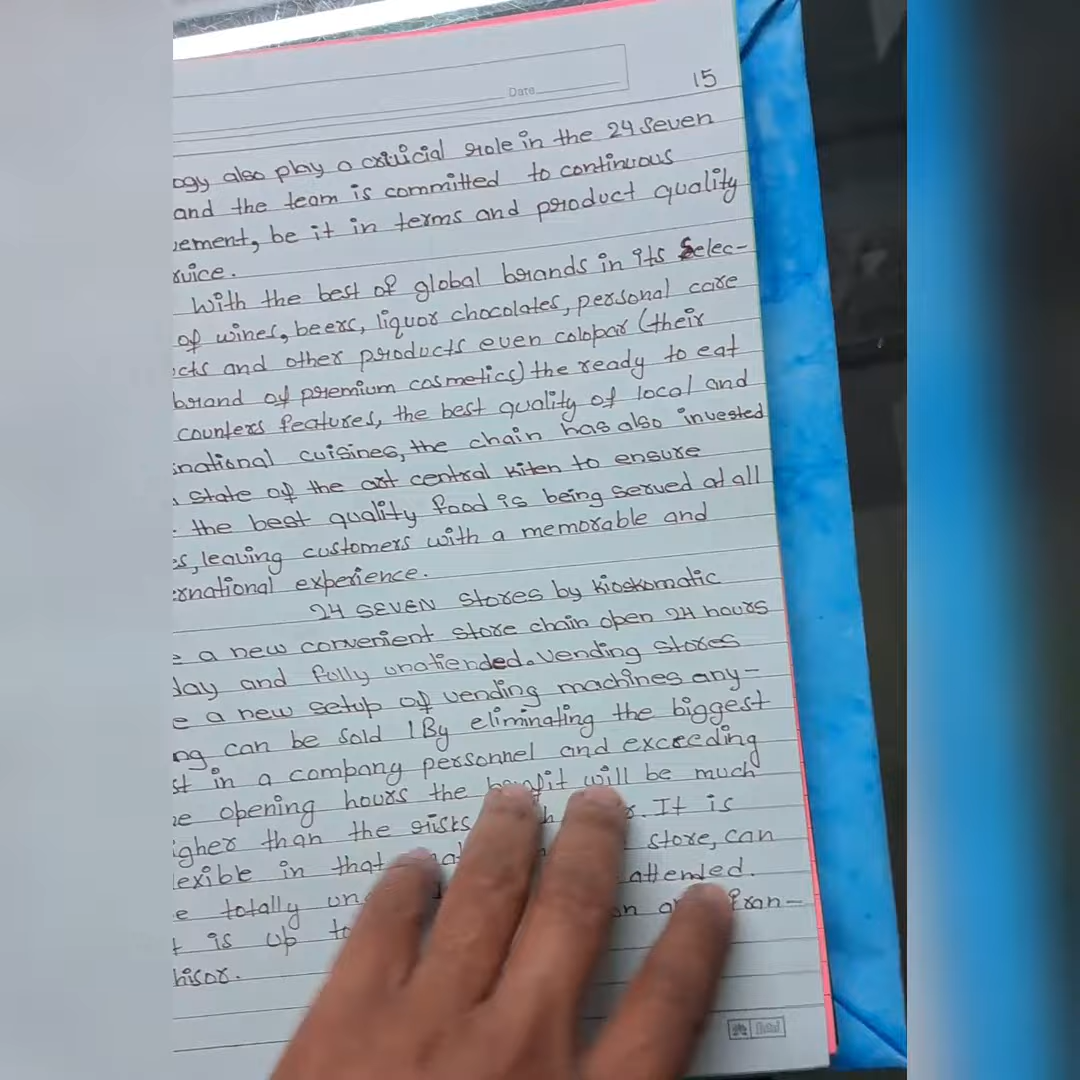 Date
15
ogy also play a crucial role in the 24 Seven
and the team is committed to continuous
ement, be it in terms and product quality
rvice.
With the best of global brands in its Selec-
of wines, beers, liquor chocolates, personal care
cts and other products even colopar (their
brand of premium cosmetics) the ready to eat
counters features, the best quality of local and
national cuisines, the chain has also invested
state of the art central kiten to ensure
the best quality food is being served at all
s, leaving customers with a memorable and
rnational experience.
24 SEVEN Stores by Kioskomatic
e a new convenient store chain open 24 hours
day and fully unatiended. Vending Stores
e a new setup of vending machines any-
ng can be sold ! By eliminating the biggest
st in a company personnel and exceeding
e opening hours the will be much
igher than the risks It is
exible in that store, can
e totally attended.
t is up to fran-
hisor.